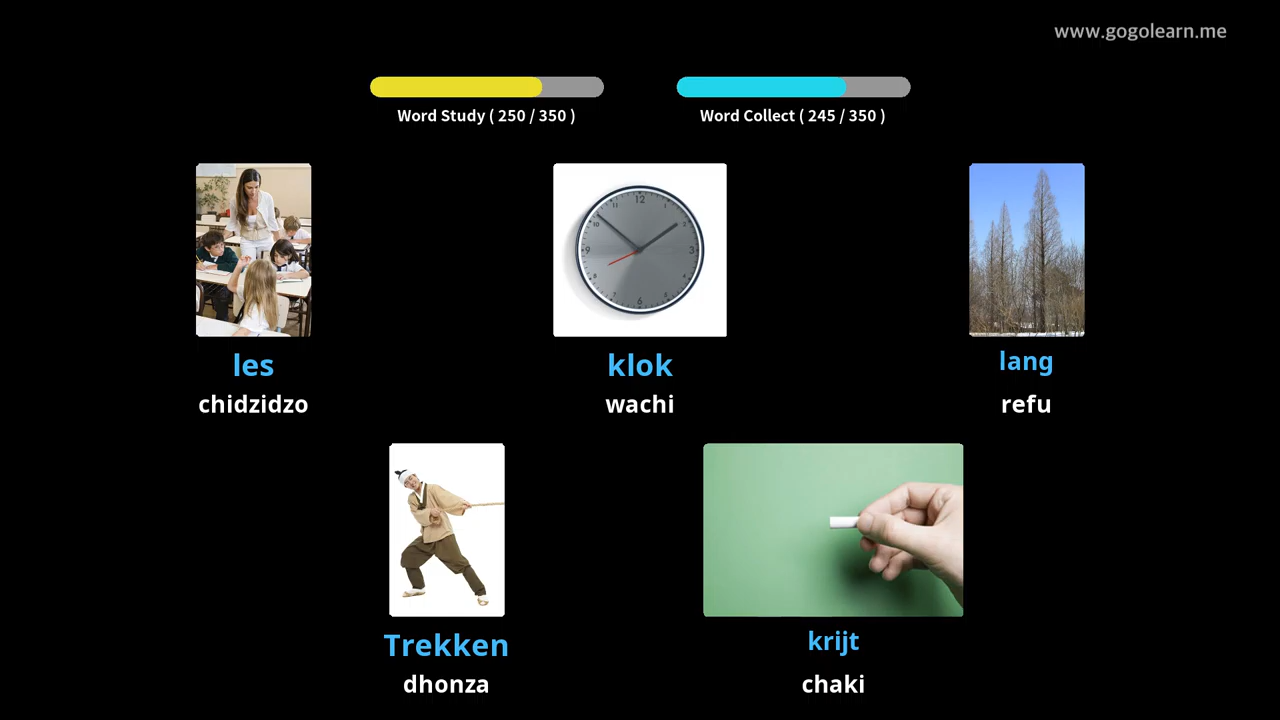 www.gogolearn.me
Word Study ( 250 / 350 )
Word Collect ( 245 / 350 )
les
klok
lang
chidzidzo
wachi
refu
Trekken
krijt
dhonza
chaki